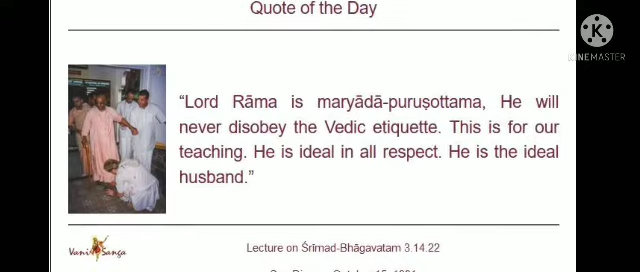 Quote of the Day
KINEMASTER
“Lord Rāma is maryādā-puruṣottama, He will
never disobey the Vedic etiquette. This is for our
teaching. He is ideal in all respect. He is the ideal
husband.”
Vani Sanga
Lecture on Śrīmad-Bhāgavatam 3.14.22